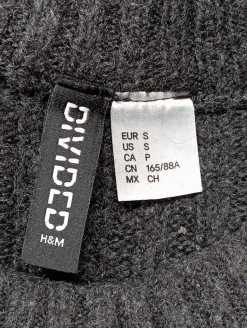 DIVIDED
H&M
EUR S
US S
CA P
CN 165/88A
MX CH